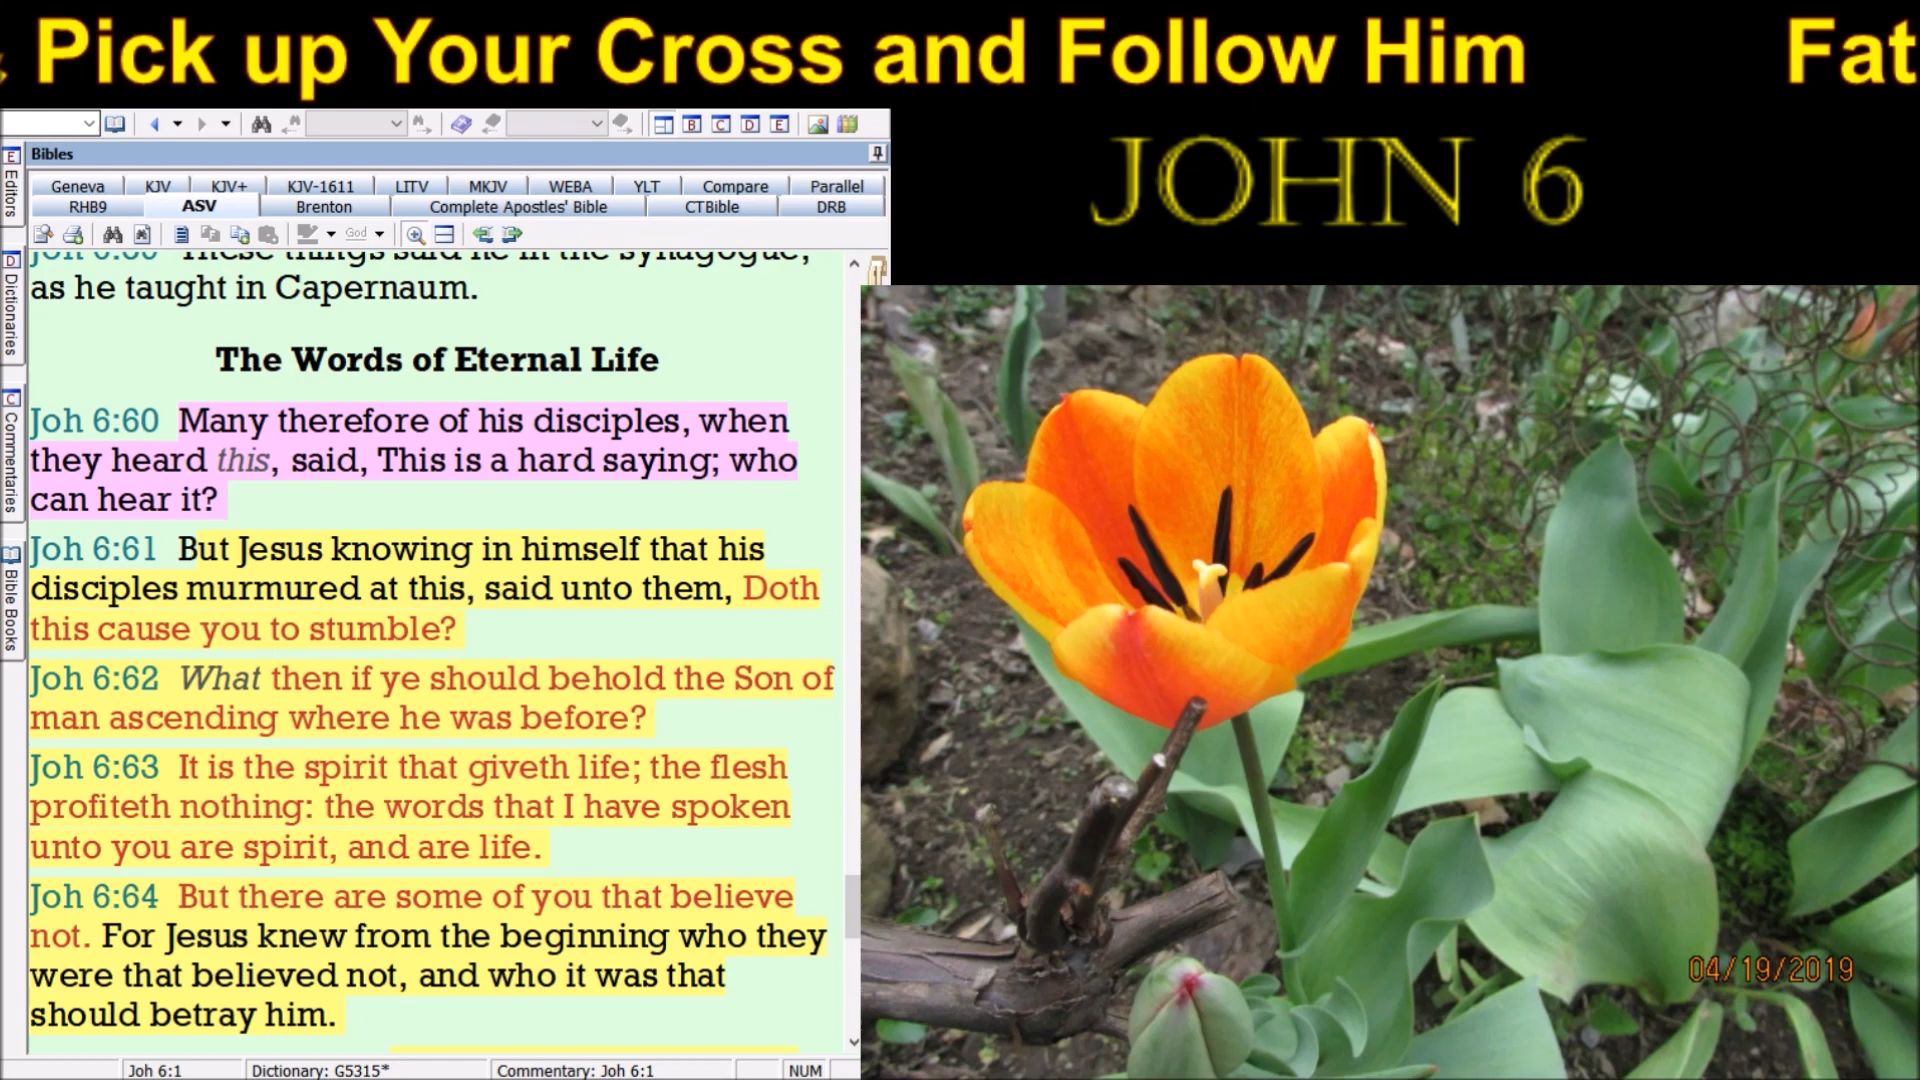 Pick up Your Cross and Follow Him
Fat
JOHN 6
B C D E
Bibles
E Editors
D Dictionaries
C Commentaries
Bible Books
Geneva KJV KJV+ KJV-1611 LITV MKJV WEBA YLT Compare Parallel
RHB9 ASV Brenton Complete Apostles' Bible CTBible DRB
God
These things said he in the synagogue,
as he taught in Capernaum.
The Words of Eternal Life
Joh 6:60 Many therefore of his disciples, when
they heard this, said, This is a hard saying; who
can hear it?
Joh 6:61 But Jesus knowing in himself that his
disciples murmured at this, said unto them, Doth
this cause you to stumble?
Joh 6:62 What then if ye should behold the Son of
man ascending where he was before?
Joh 6:63 It is the spirit that giveth life; the flesh
profiteth nothing: the words that I have spoken
unto you are spirit, and are life.
Joh 6:64 But there are some of you that believe
not. For Jesus knew from the beginning who they
were that believed not, and who it was that
should betray him.
Joh 6:1 Dictionary: G5315* Commentary: Joh 6:1 NUM
04/19/2019